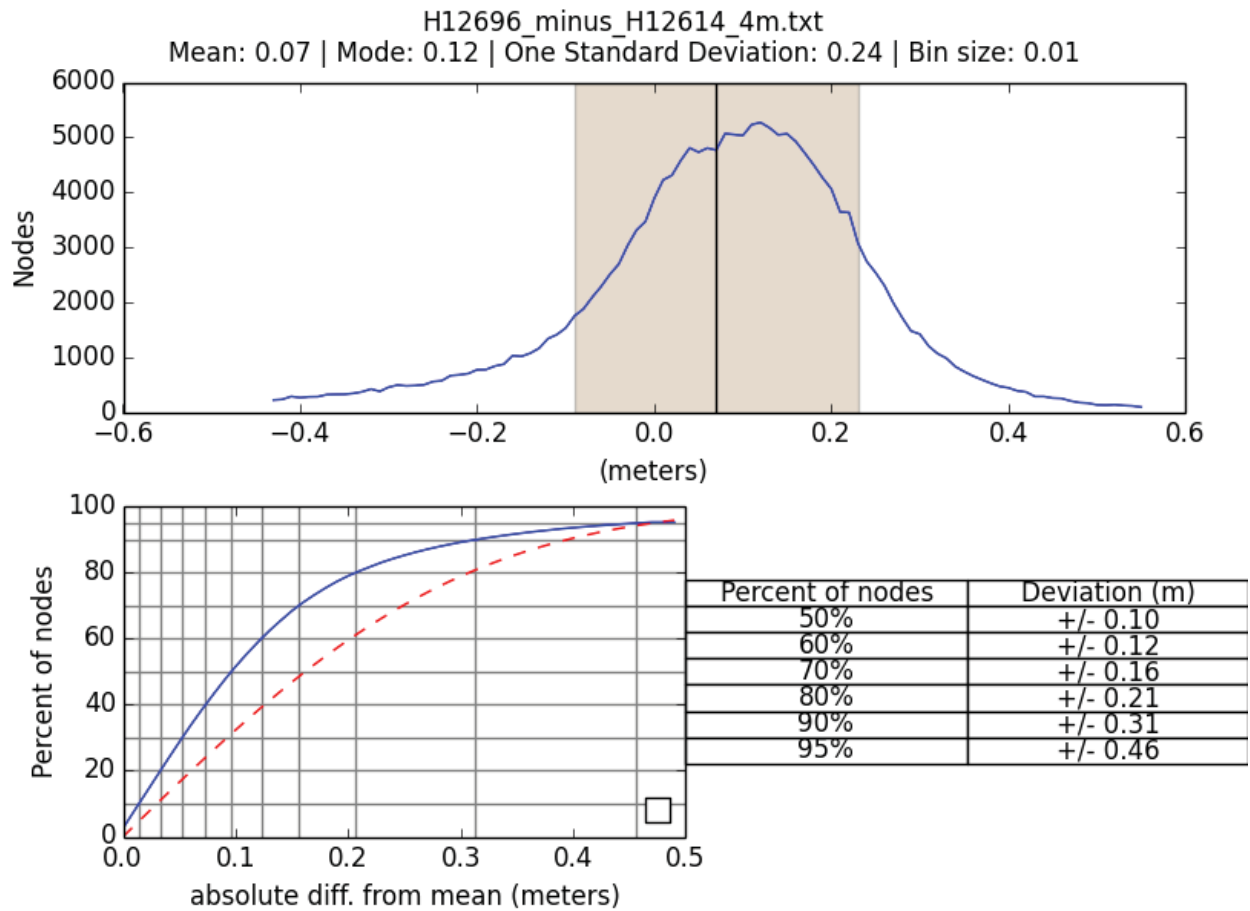 H12696_minus_H12614_4m.txt
Mean: 0.07 | Mode: 0.12 | One Standard Deviation: 0.24 | Bin size: 0.01
6000
5000
4000
3000
2000
1000
0
Nodes
−0.6 −0.4 −0.2 0.0 0.2 0.4 0.6
(meters)
100
80
60
40
20
0
Percent of nodes
0.0 0.1 0.2 0.3 0.4 0.5
absolute diff. from mean (meters)
Percent of nodes Deviation (m)
50% +/- 0.10
60% +/- 0.12
70% +/- 0.16
80% +/- 0.21
90% +/- 0.31
95% +/- 0.46